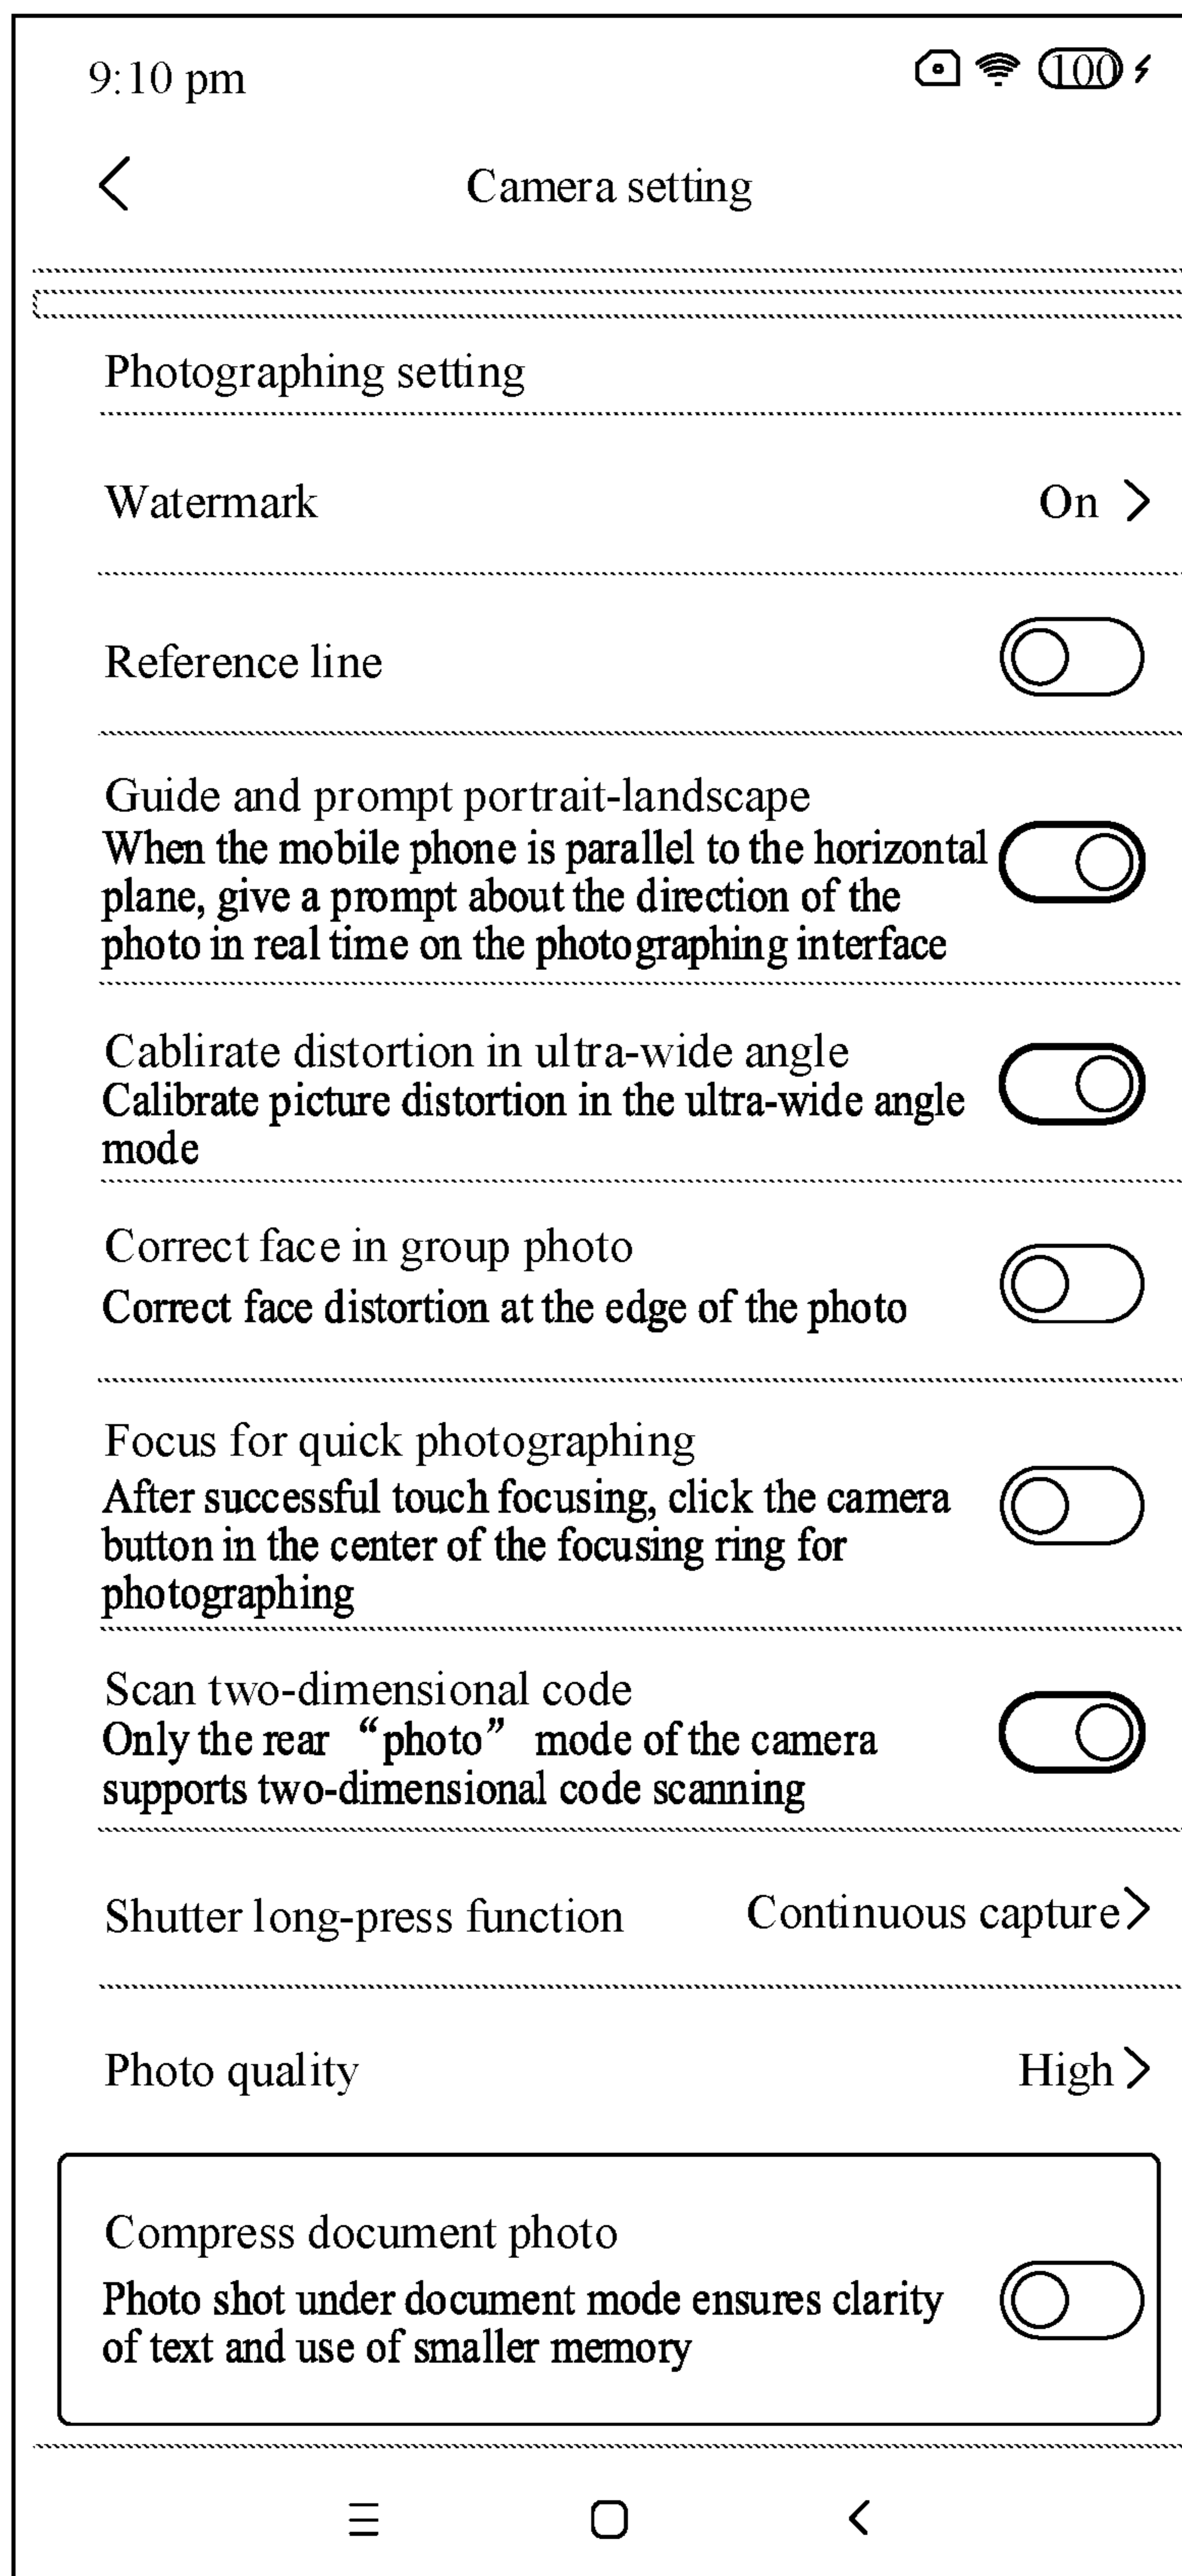 9:10 pm
100
Camera setting
Photographing setting
Watermark
On
Reference line
Guide and prompt portrait-landscape
When the mobile phone is parallel to the horizontal
plane, give a prompt about the direction of the
photo in real time on the photographing interface
Cablirate distortion in ultra-wide angle
Calibrate picture distortion in the ultra-wide angle
mode
Correct face in group photo
Correct face distortion at the edge of the photo
Focus for quick photographing
After successful touch focusing, click the camera
button in the center of the focusing ring for
photographing
Scan two-dimensional code
Only the rear “photo” mode of the camera
supports two-dimensional code scanning
Shutter long-press function
Continuous capture
Photo quality
High
Compress document photo
Photo shot under document mode ensures clarity
of text and use of smaller memory